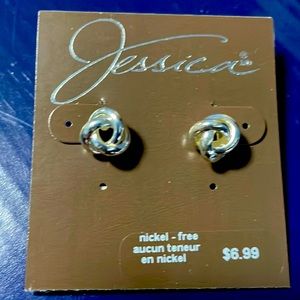 Jessica®
nickel - free
aucun teneur
en nickel
$6.99